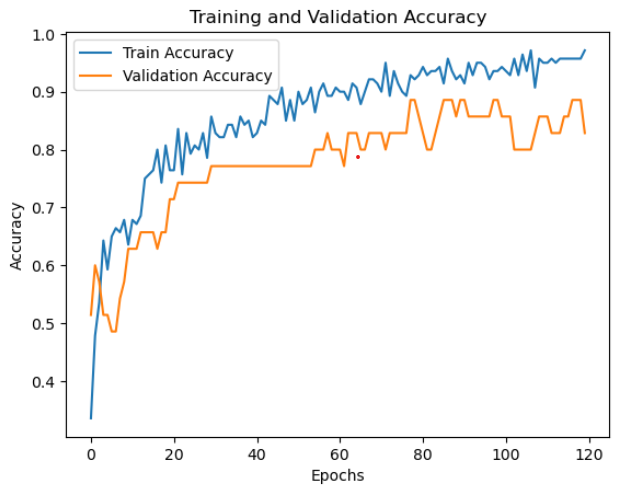 Training and Validation Accuracy
Train Accuracy
Validation Accuracy
Accuracy
1.0
0.9
0.8
0.7
0.6
0.5
0.4
0
20
40
60
80
100
120
Epochs